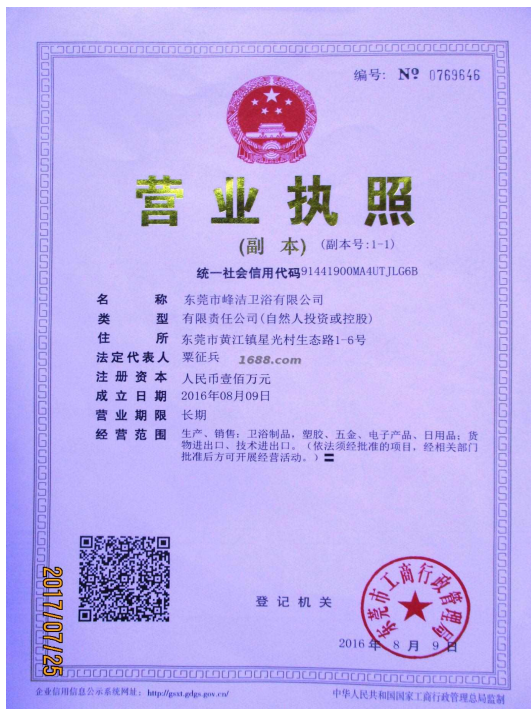 编号: Nº 0769646
营业执照
(副 本) (副本号:1-1)
统一社会信用代码91441900MA4UTJLG6B
名 称 东莞市峰洁卫浴有限公司
类 型 有限责任公司(自然人投资或控股)
住 所 东莞市黄江镇星光村生态路1-6号
法定代表人 粟征兵
1688.com
注册资本 人民币壹佰万元
成立日期 2016年08月09日
营业期限 长期
经营范围 生产、销售:卫浴制品，塑胶、五金、电子产品、日用品；货
物进出口、技术进出口。(依法须经批准的项目，经相关部门
批准后方可开展经营活动。)〓
2017/07/25
登记机关
东莞市工商行政管理局
2016 年 8 月 9 日
企业信用信息公示系统网址: http://gsxt.gdgs.gov.cn/
中华人民共和国国家工商行政管理总局监制